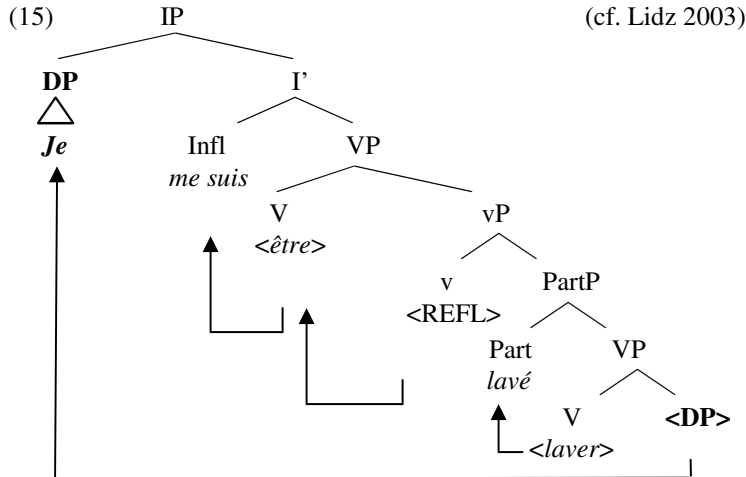 (15) IP (cf. Lidz 2003)
DP I’
Je Infl VP
me suis
V vP
<être>
v PartP
<REFL>
Part VP
lavé
V <DP>
<laver>